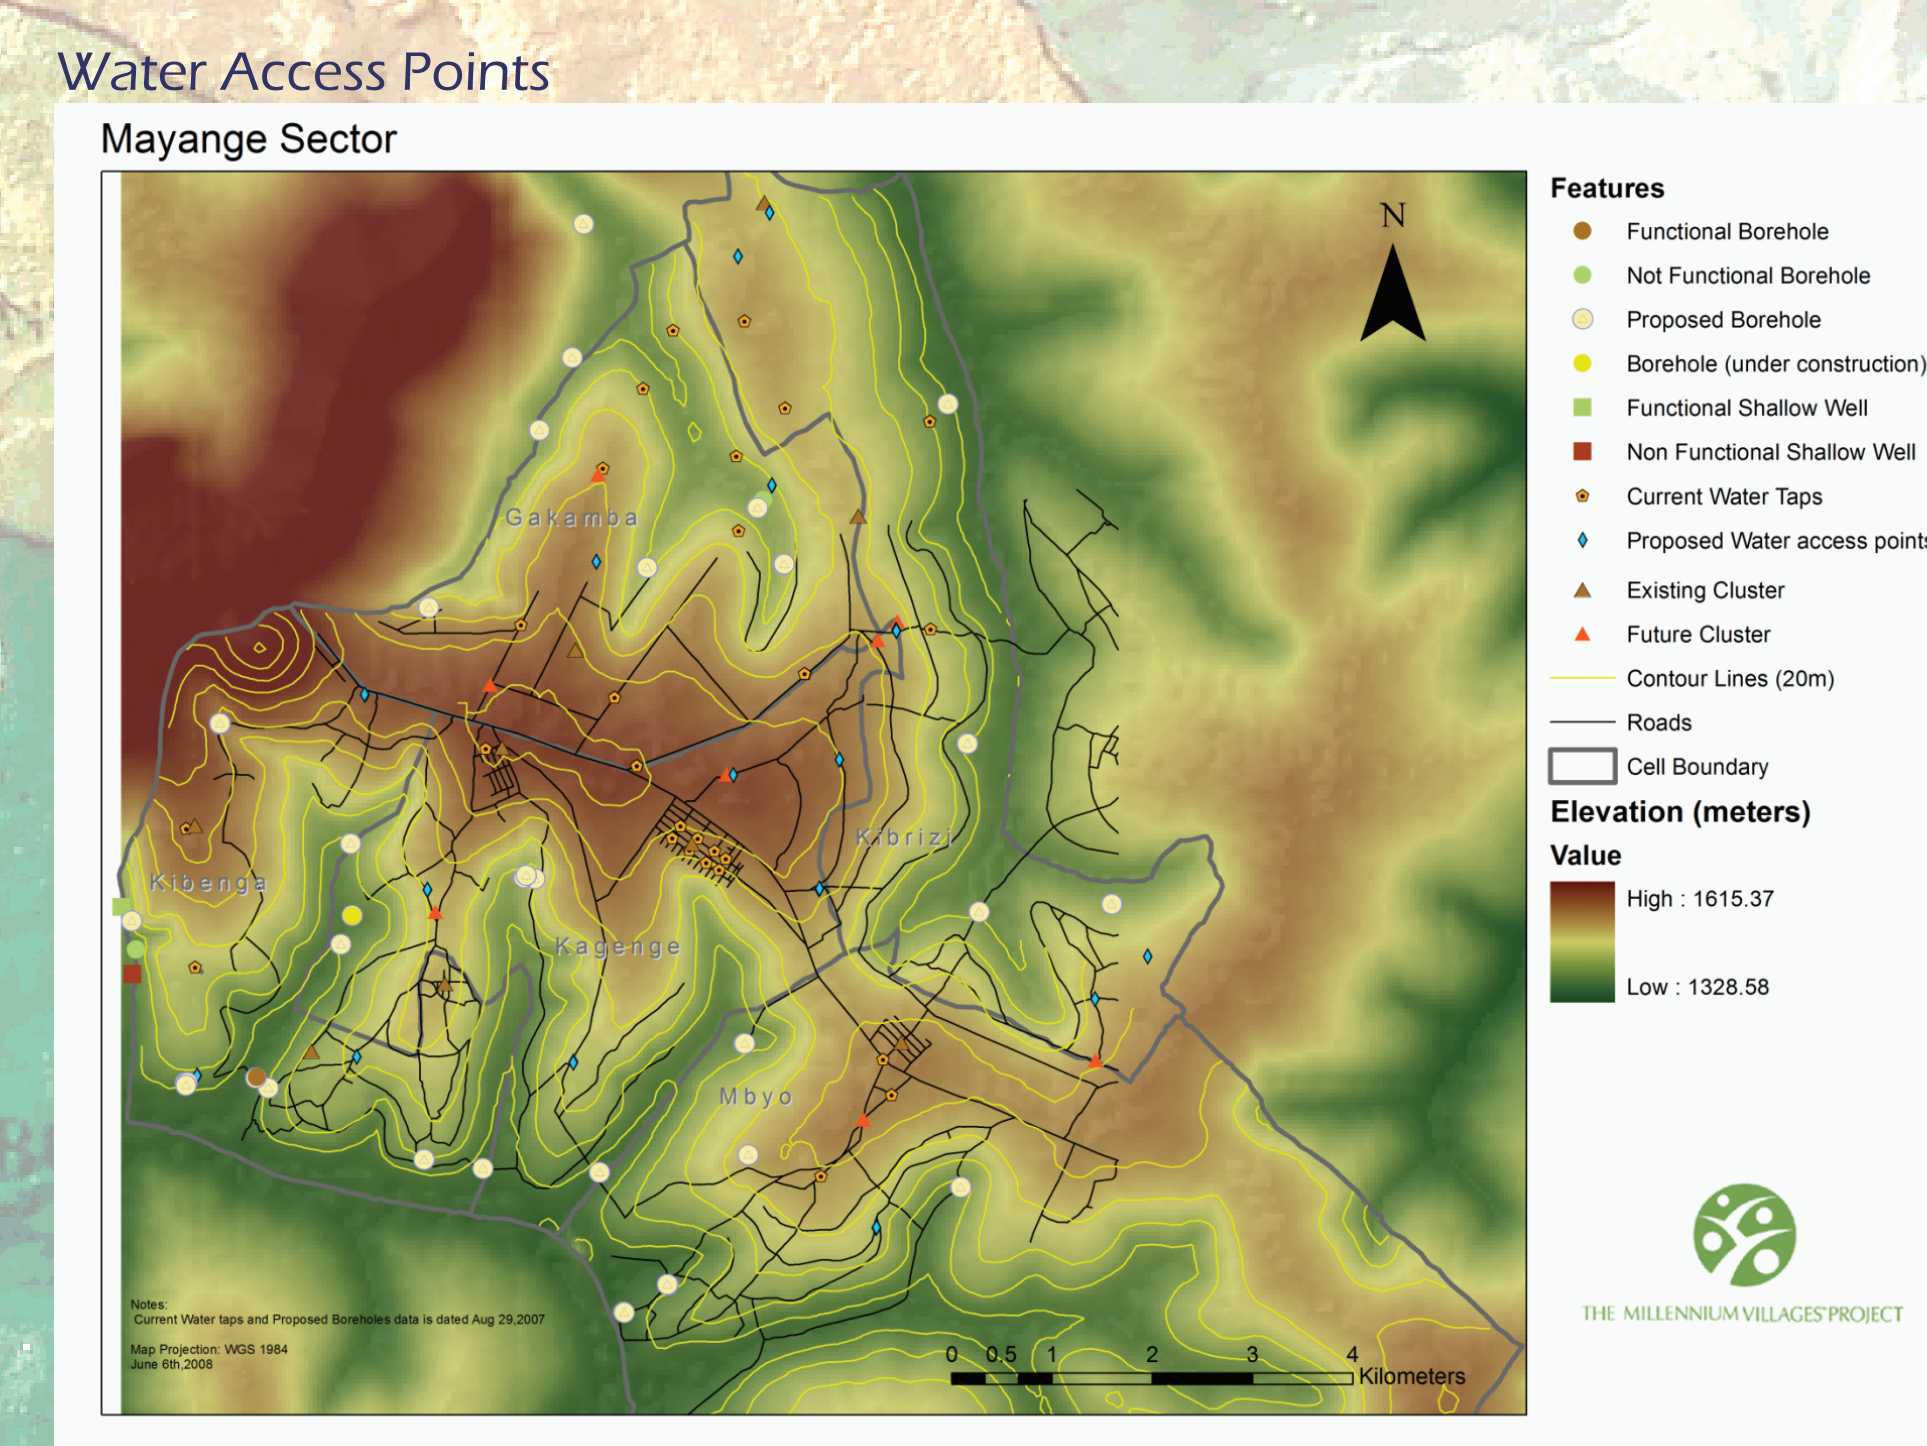 Water Access Points
Mayange Sector
N
Features
Functional Borehole
Not Functional Borehole
Proposed Borehole
Borehole (under construction)
Functional Shallow Well
Non Functional Shallow Well
Current Water Taps
Proposed Water access points
Existing Cluster
Future Cluster
Contour Lines (20m)
Roads
Cell Boundary
Elevation (meters)
Value
High : 1615.37
Low : 1328.58
Gakamba
Kibrizi
Kibenga
Kagenge
Mbyo
Notes:
Current Water taps and Proposed Boreholes data is dated Aug 29,2007
Map Projection: WGS 1984
June 6th,2008
0 0.5 1 2 3 4
Kilometers
THE MILLENNIUM VILLAGES PROJECT